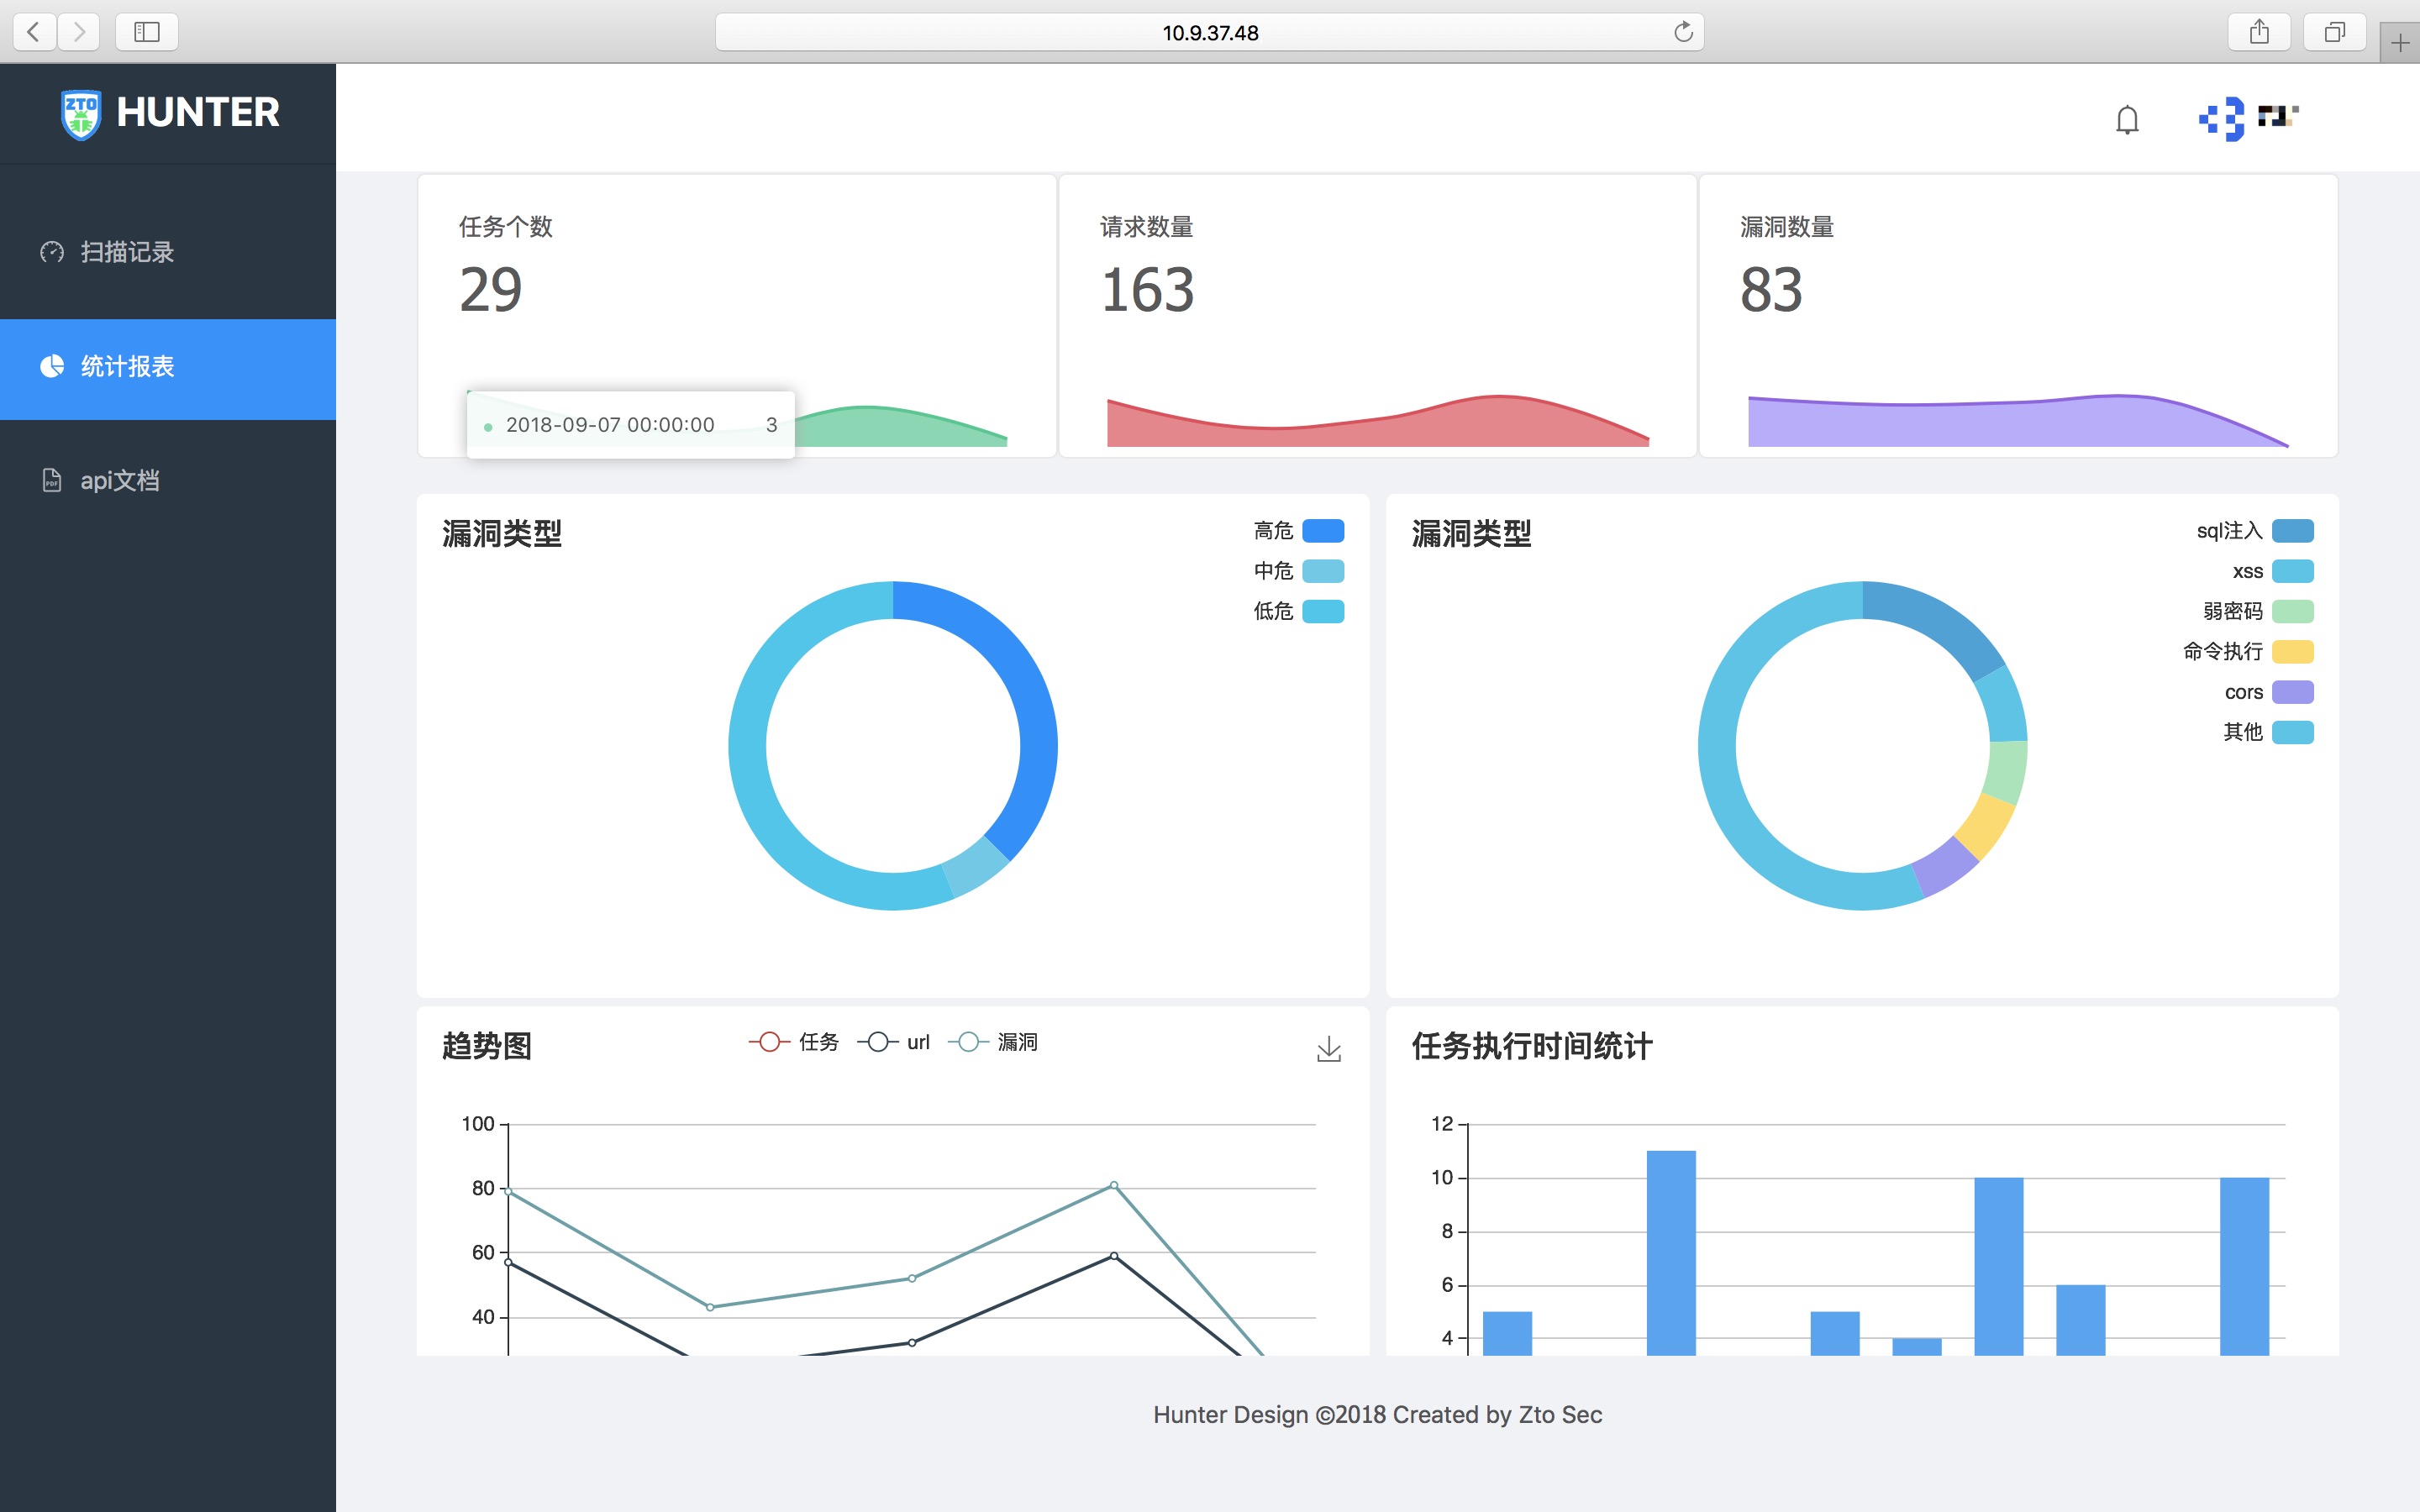 10.9.37.48
ZTO HUNTER
扫描记录
统计报表
api文档
任务个数
29
2018-09-07 00:00:00 3
请求数量
163
漏洞数量
83
漏洞类型
高危
中危
低危
漏洞类型
sql注入
xss
弱密码
命令执行
cors
其他
趋势图
任务 url 漏洞
100
80
60
40
任务执行时间统计
12
10
8
6
4
Hunter Design ©2018 Created by Zto Sec